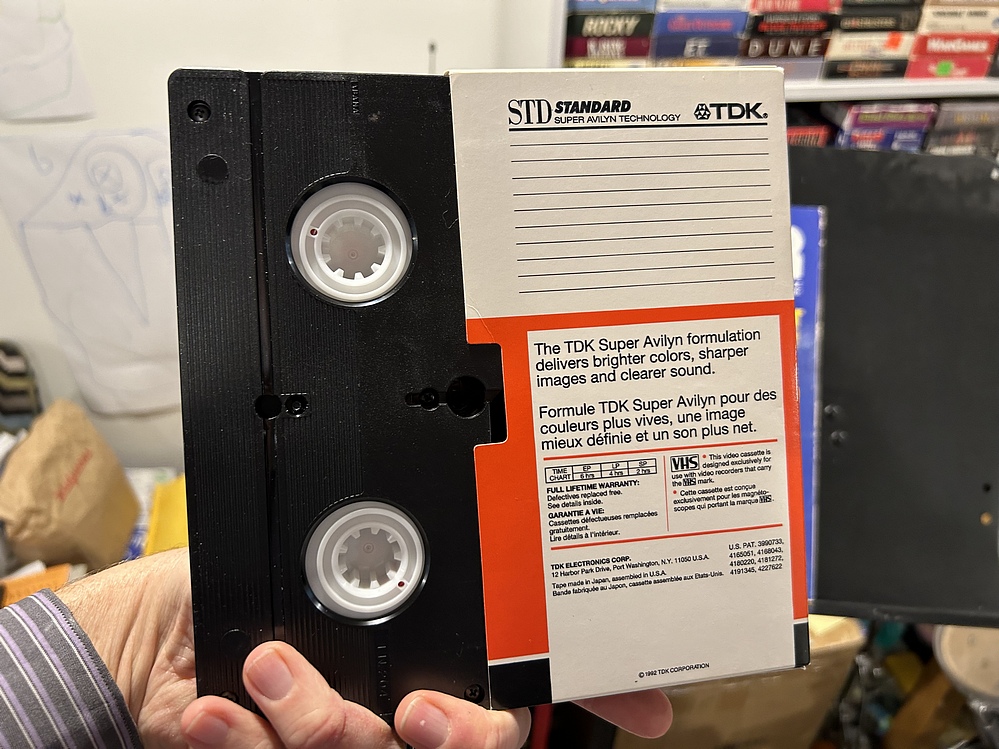 ROCKY
DUNE
WARGAMES
STD STANDARD
SUPER AVILYN TECHNOLOGY
TDK®
The TDK Super Avilyn formulation
delivers brighter colors, sharper
images and clearer sound.
Formule TDK Super Avilyn pour des
couleurs plus vives, une image
mieux définie et un son plus net.
TIME CHART EP LP SP
6 hrs 4 hrs 2 hrs
FULL LIFETIME WARRANTY:
Defectives replaced free.
See details inside.
GARANTIE A VIE:
Cassettes défectueuses remplacées
gratuitement.
Lire détails à l'intérieur.
VHS * This video cassette is
designed exclusively for
use with video recorders that carry
the VHS mark.
* Cette cassette est conçue
exclusivement pour les magnéto-
scopes qui portent la marque VHS.
TDK ELECTRONICS CORP.
12 Harbor Park Drive, Port Washington, N.Y. 11050 U.S.A.
Tape made in Japan, assembled in U.S.A.
Bande fabriquée au Japon, cassette assemblée aux Etats-Unis.
U.S. PAT. 3990733,
4165051, 4168043,
4180220, 4181272,
4191345, 4227622
© 1992 TDK CORPORATION